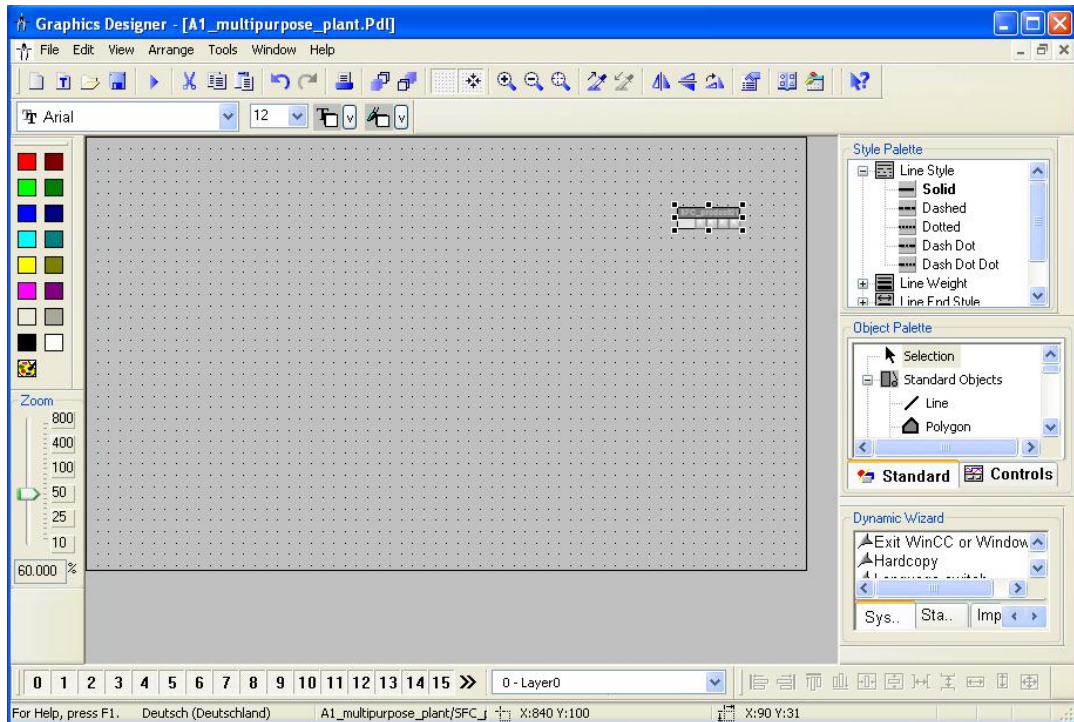 Graphics Designer - [A1_multipurpose_plant.Pdl]
File Edit View Arrange Tools Window Help
Arial 12
Style Palette
Line Style
Solid
Dashed
Dotted
Dash Dot
Dash Dot Dot
Line Weight
Line End Style
Object Palette
Selection
Standard Objects
Line
Polygon
Standard Controls
Zoom
800
400
100
50
25
10
60.000 %
Dynamic Wizard
Exit WinCC or Window
Hardcopy
Sys.. Sta.. Imp
0 1 2 3 4 5 6 7 8 9 10 11 12 13 14 15 0 - Layer0
For Help, press F1. Deutsch (Deutschland) A1_multipurpose_plant/SFC_ X:840 Y:100 X:90 Y:31